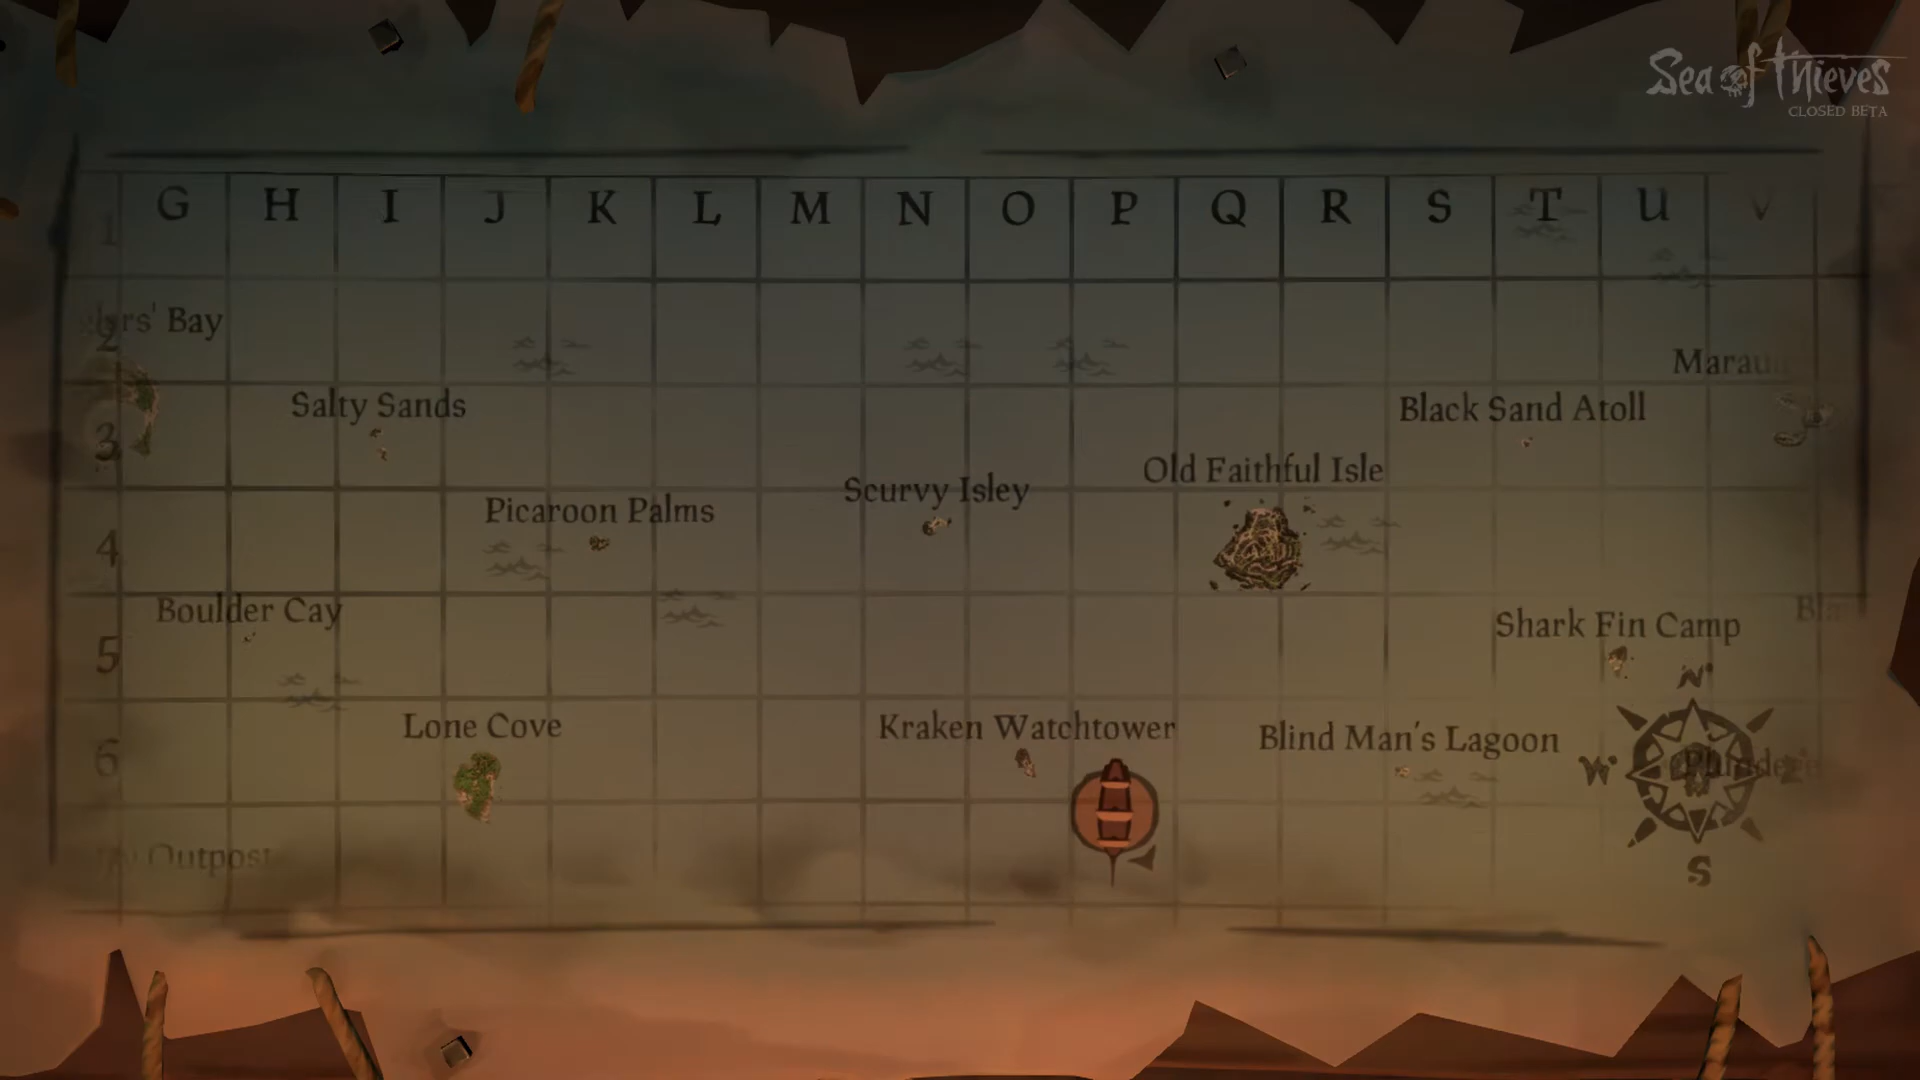 Sea of Thieves
CLOSED BETA
G H I J K L M N O P Q R S T U V
1
2
rs' Bay
Marau
3
Salty Sands
Black Sand Atoll
Old Faithful Isle
Scurvy Isley
Picaroon Palms
4
Boulder Cay
Shark Fin Camp
5
N
Lone Cove
Kraken Watchtower
Blind Man's Lagoon
6
W
E
Outpost
S